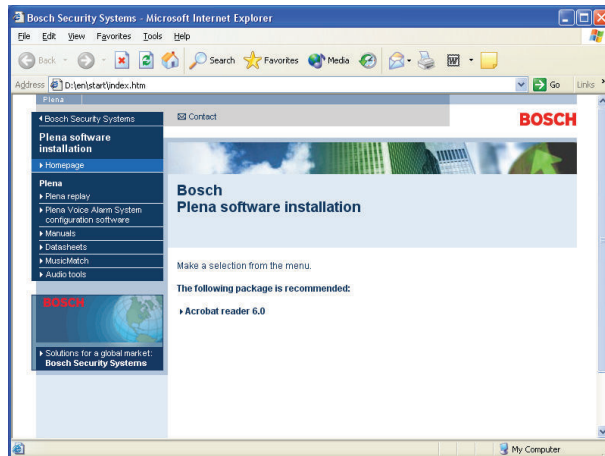 Bosch Security Systems - Microsoft Internet Explorer
File Edit View Favorites Tools Help
Back Search Favorites Media
Address D:\en\start\index.htm Go Links
Plena
Bosch Security Systems
Contact
BOSCH
Plena software
installation
Homepage
Plena
Plena replay
Plena Voice Alarm System
configuration software
Manuals
Datasheets
MusicMatch
Audio tools
BOSCH
Solutions for a global market:
Bosch Security Systems
Bosch
Plena software installation
Make a selection from the menu.
The following package is recommended:
Acrobat reader 6.0
My Computer